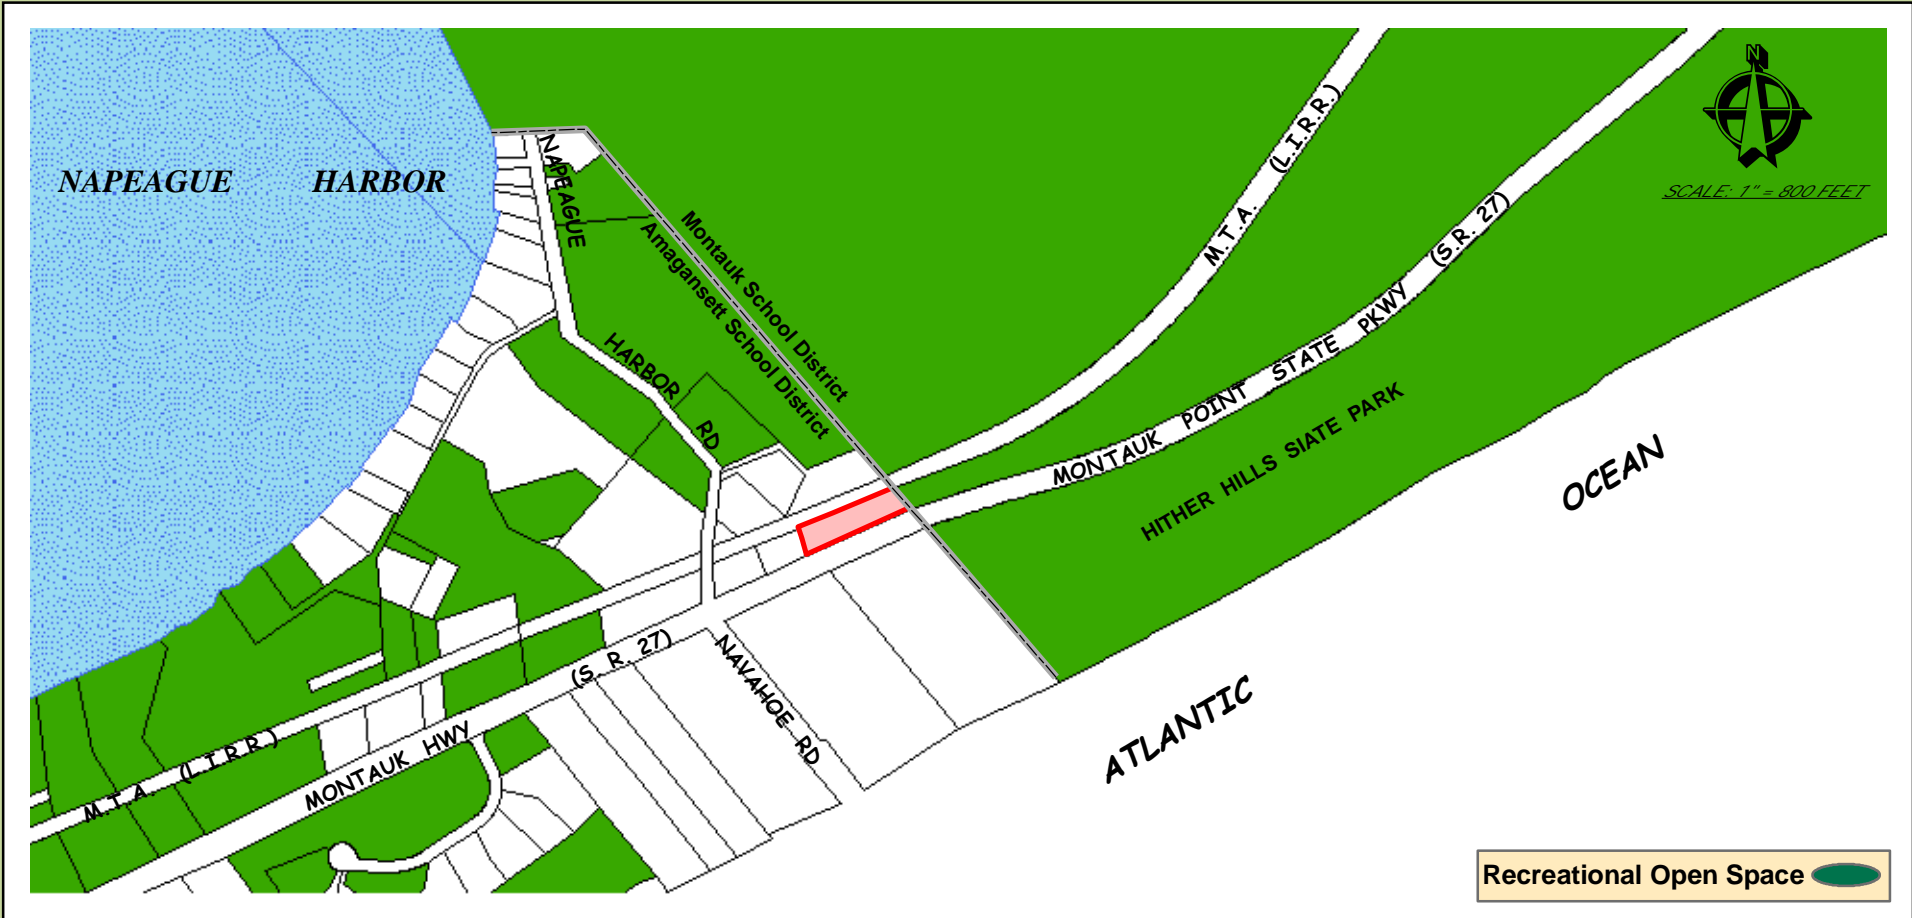 N
SCALE: 1" = 800 FEET
NAPEAGUE HARBOR
NAPEAGUE
HARBOR
RD
Montauk School District
Amagansett School District
M.T.A. (L.I.R.R.)
MONTAUK POINT STATE PKWY (S.R. 27)
HITHER HILLS SIATE PARK
OCEAN
ATLANTIC
NAVAHOE RD
M.T.A. (L.I.R.R.)
MONTAUK HWY (S. R. 27)
Recreational Open Space